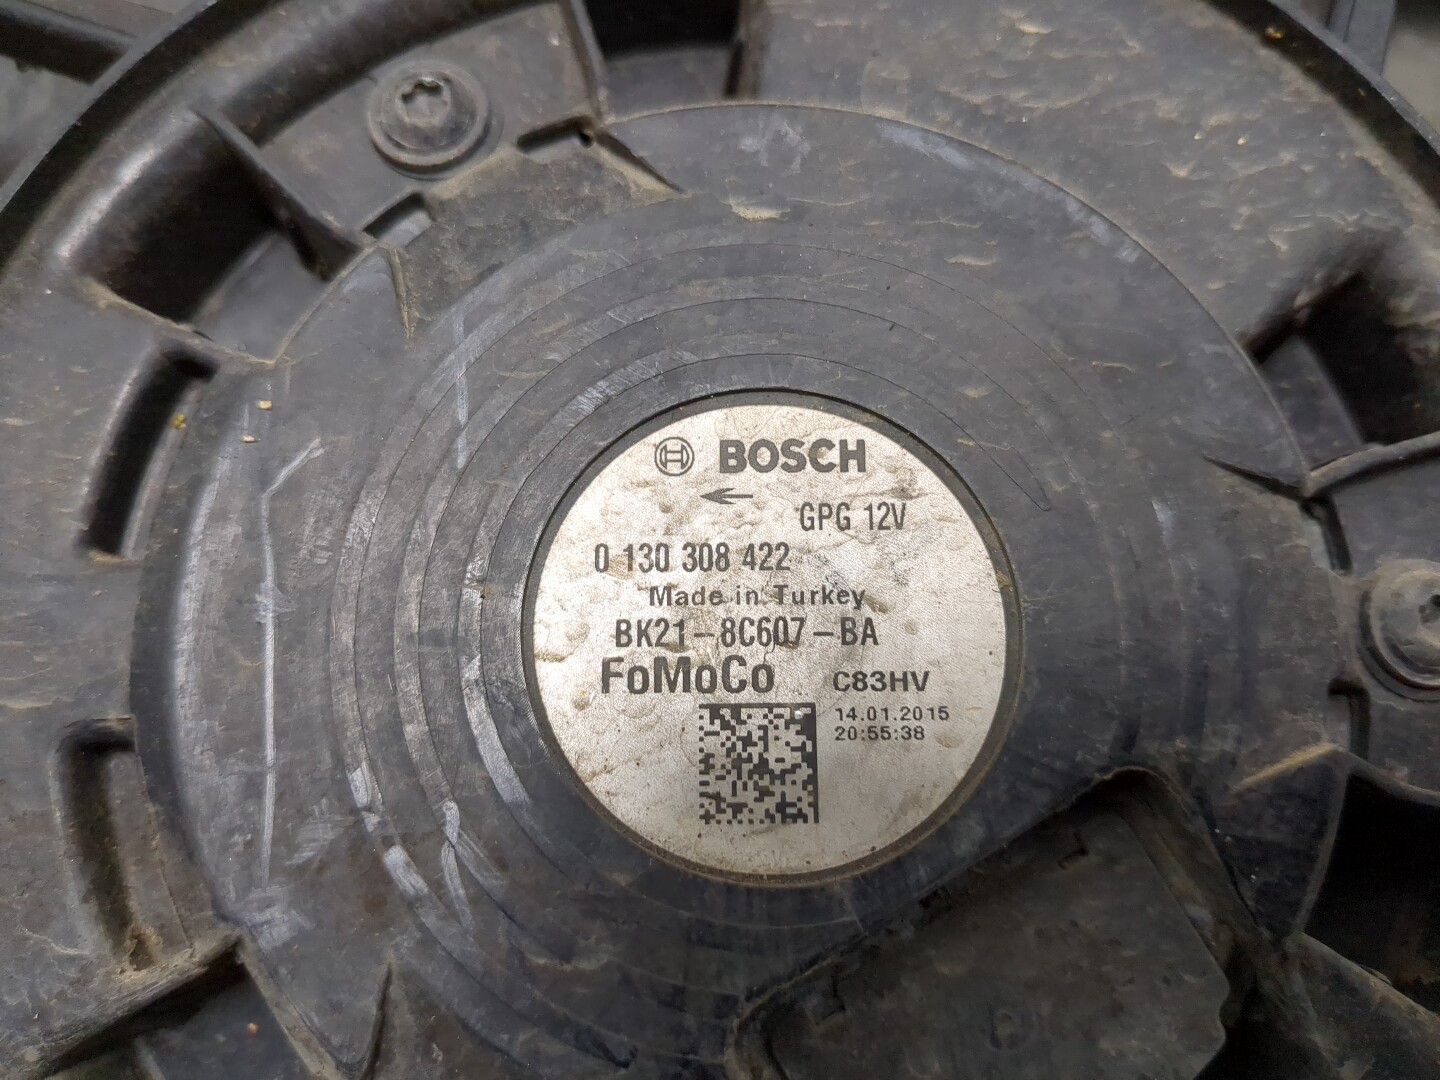 BOSCH
GPG 12V
0 130 308 422
Made in Turkey
BK21-8C607-BA
FoMoCo C83HV
14.01.2015
20:55:38